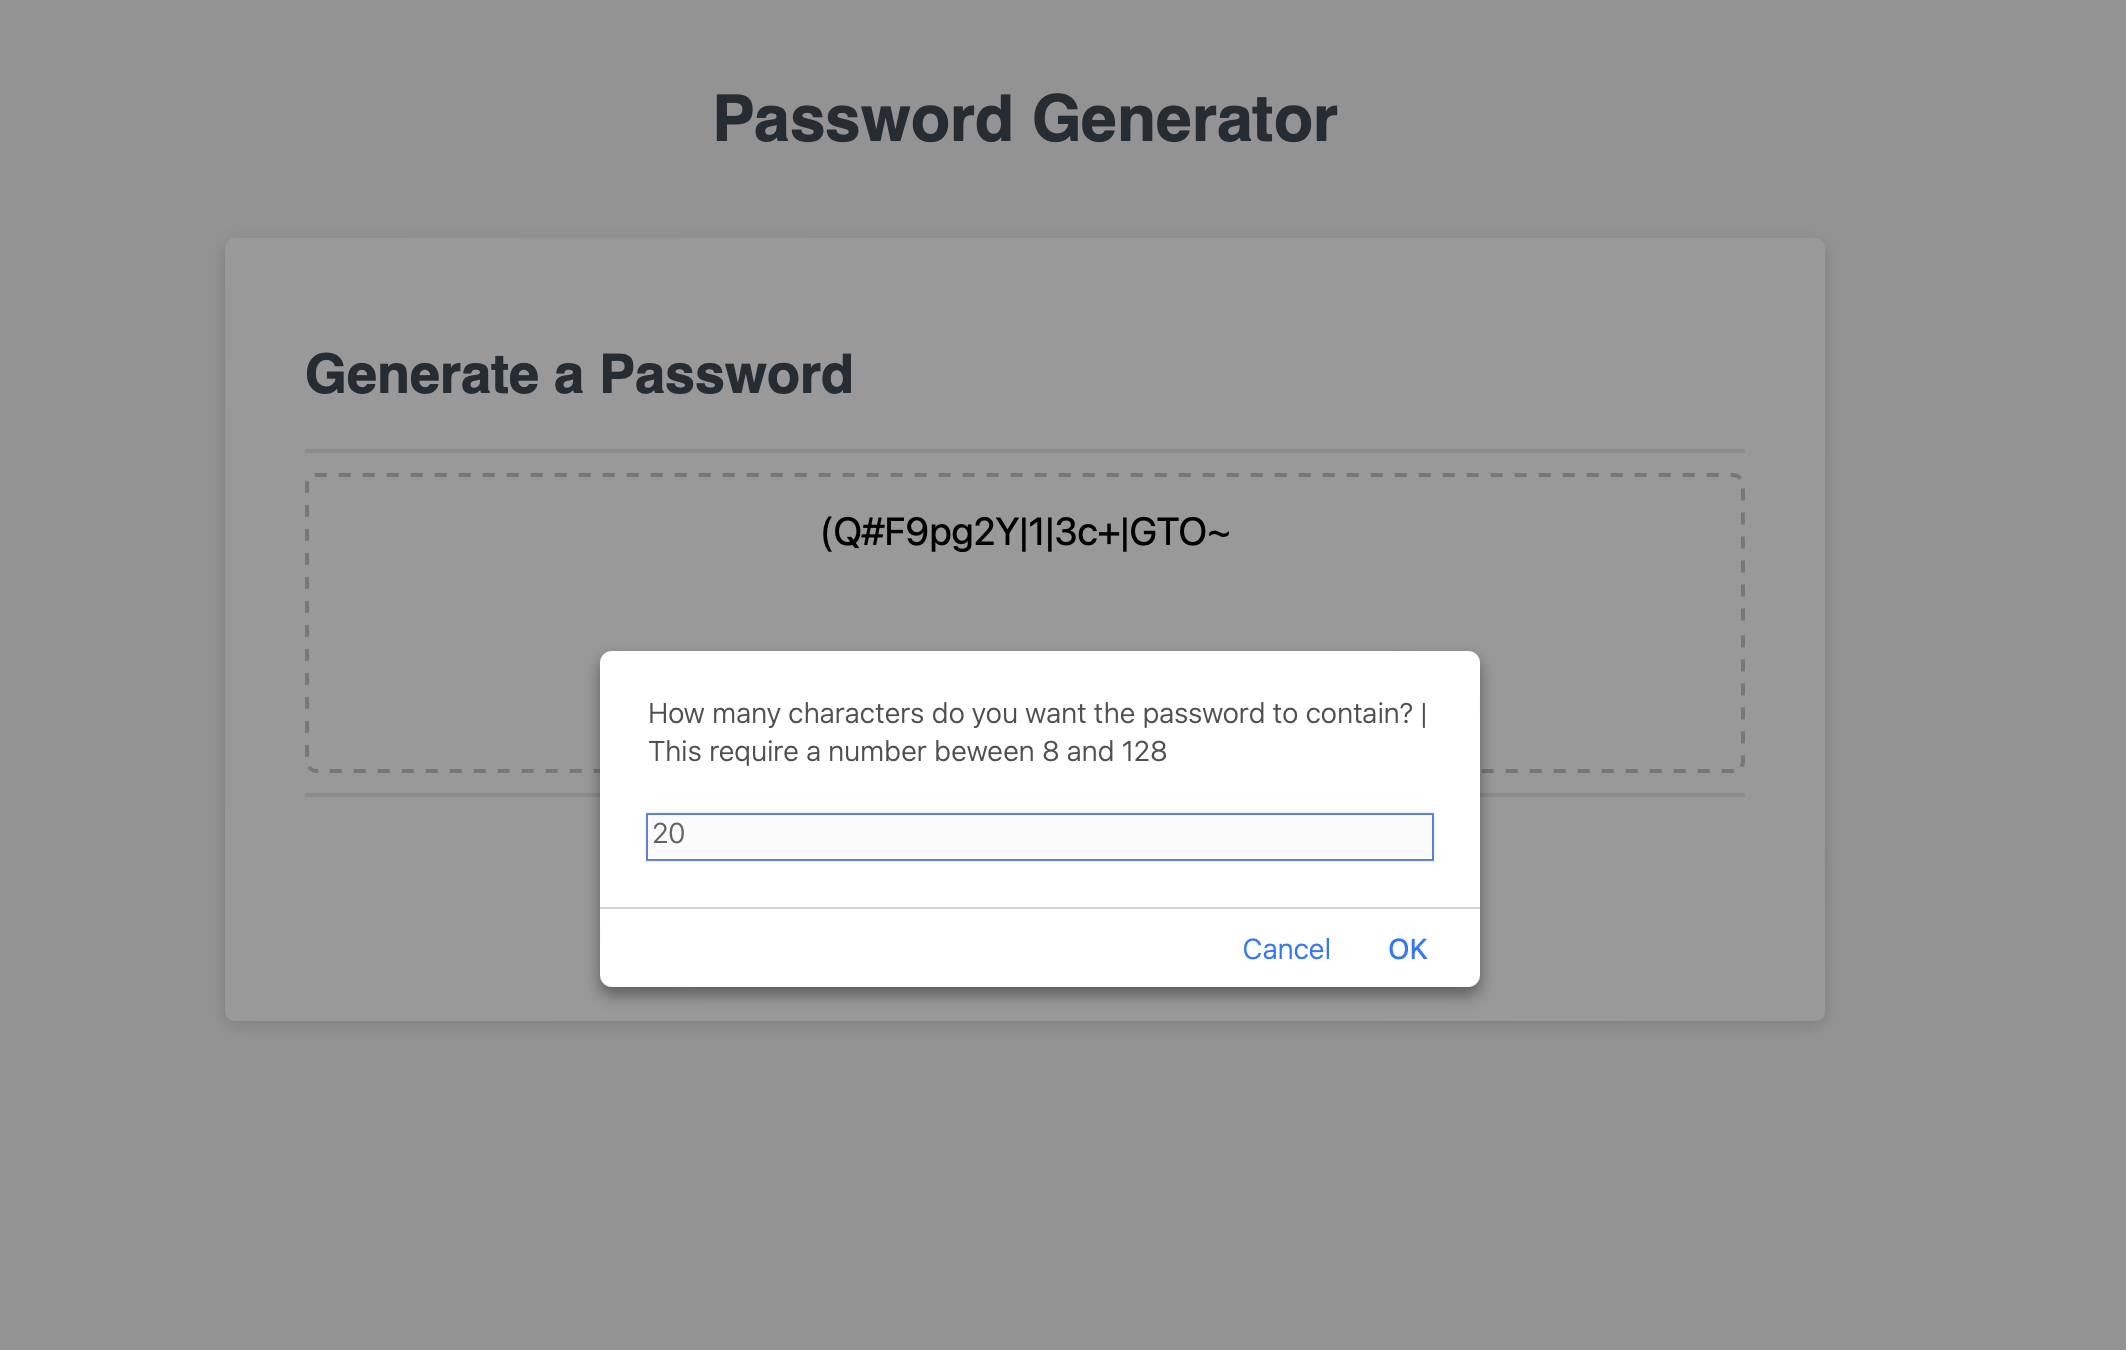 Password Generator
Generate a Password
(Q#F9pg2Y|1|3c+|GTO~
How many characters do you want the password to contain? |
This require a number beween 8 and 128
20
Cancel OK